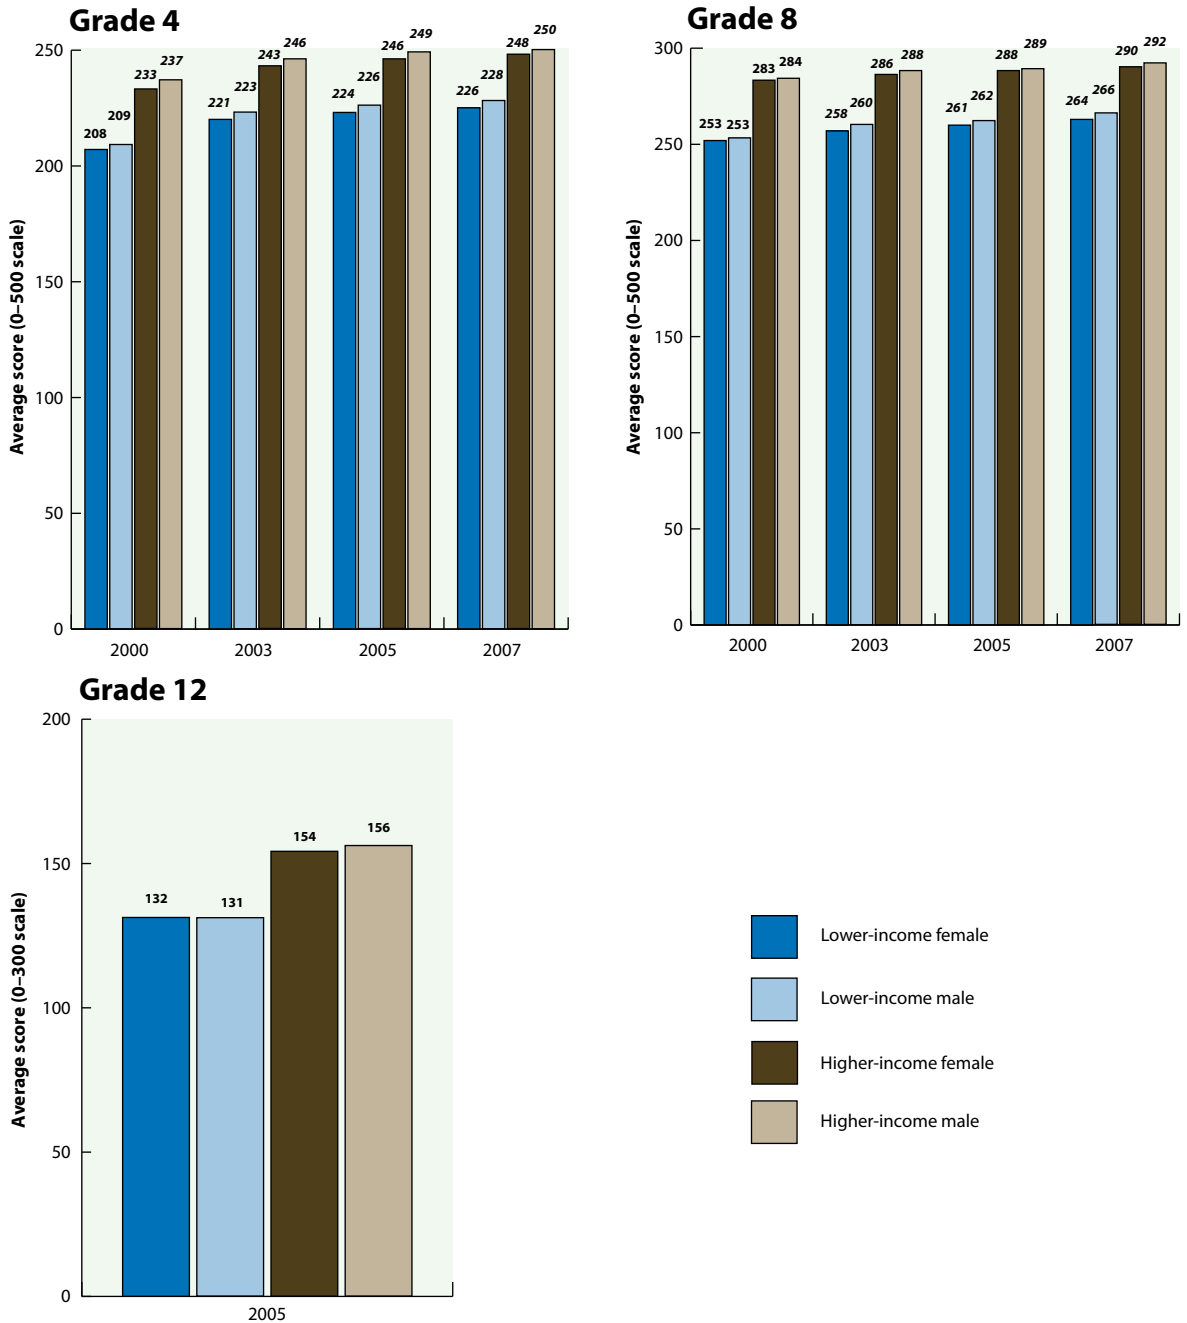 Grade 4
Average score (0–500 scale)
250
200
150
100
50
0
208 209 233 237
221 223 243 246
224 226 246 249
226 228 248 250
2000 2003 2005 2007
Grade 8
Average score (0–500 scale)
300
250
200
150
100
50
0
253 253 283 284
258 260 286 288
261 262 288 289
264 266 290 292
2000 2003 2005 2007
Grade 12
Average score (0–300 scale)
200
150
100
50
0
132 131 154 156
2005
Lower-income female
Lower-income male
Higher-income female
Higher-income male